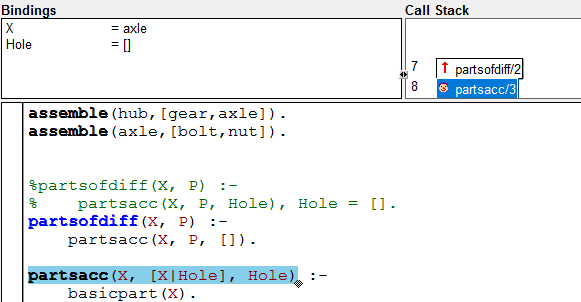 Bindings
Call Stack
X = axle
Hole = []
7 partsofdiff/2
8 partsacc/3
assemble(hub,[gear,axle]).
assemble(axle,[bolt,nut]).
%partsofdiff(X, P) :-
% partsacc(X, P, Hole), Hole = [].
partsofdiff(X, P) :-
partsacc(X, P, []).
partsacc(X, [X|Hole], Hole) :-
basicpart(X).